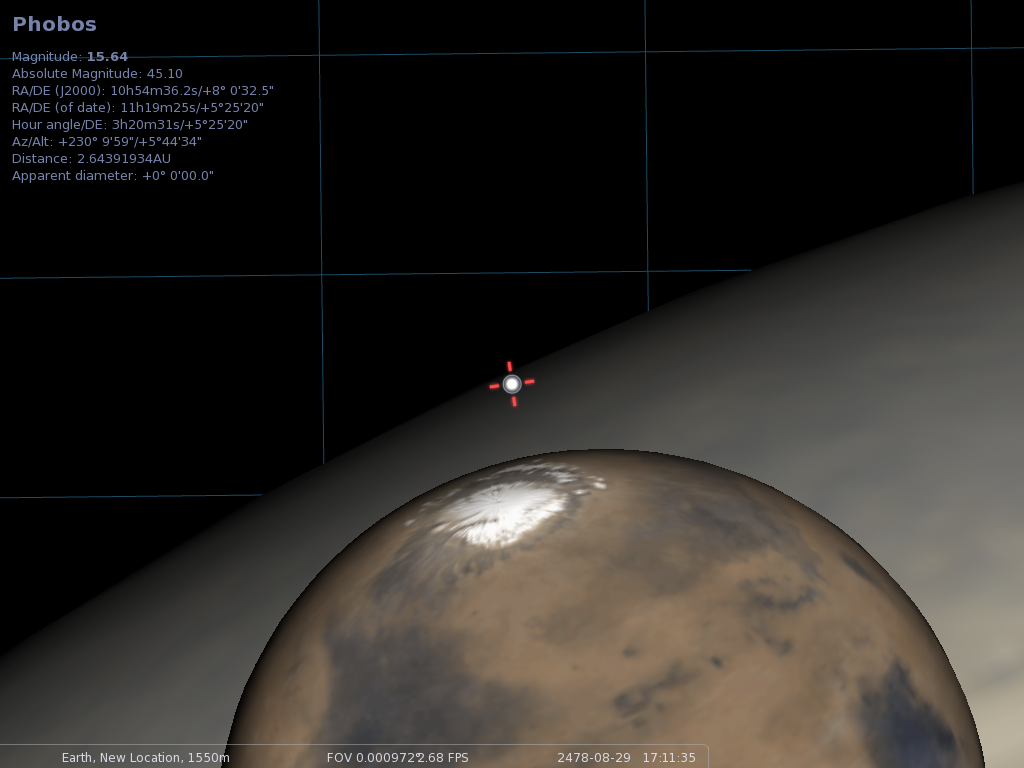 Phobos
Magnitude: 15.64
Absolute Magnitude: 45.10
RA/DE (J2000): 10h54m36.2s/+8° 0'32.5"
RA/DE (of date): 11h19m25s/+5°25'20"
Hour angle/DE: 3h20m31s/+5°25'20"
Az/Alt: +230° 9'59"/+5°44'34"
Distance: 2.64391934AU
Apparent diameter: +0° 0'00.0"
Earth, New Location, 1550m FOV 0.000972° 2.68 FPS 2478-08-29 17:11:35